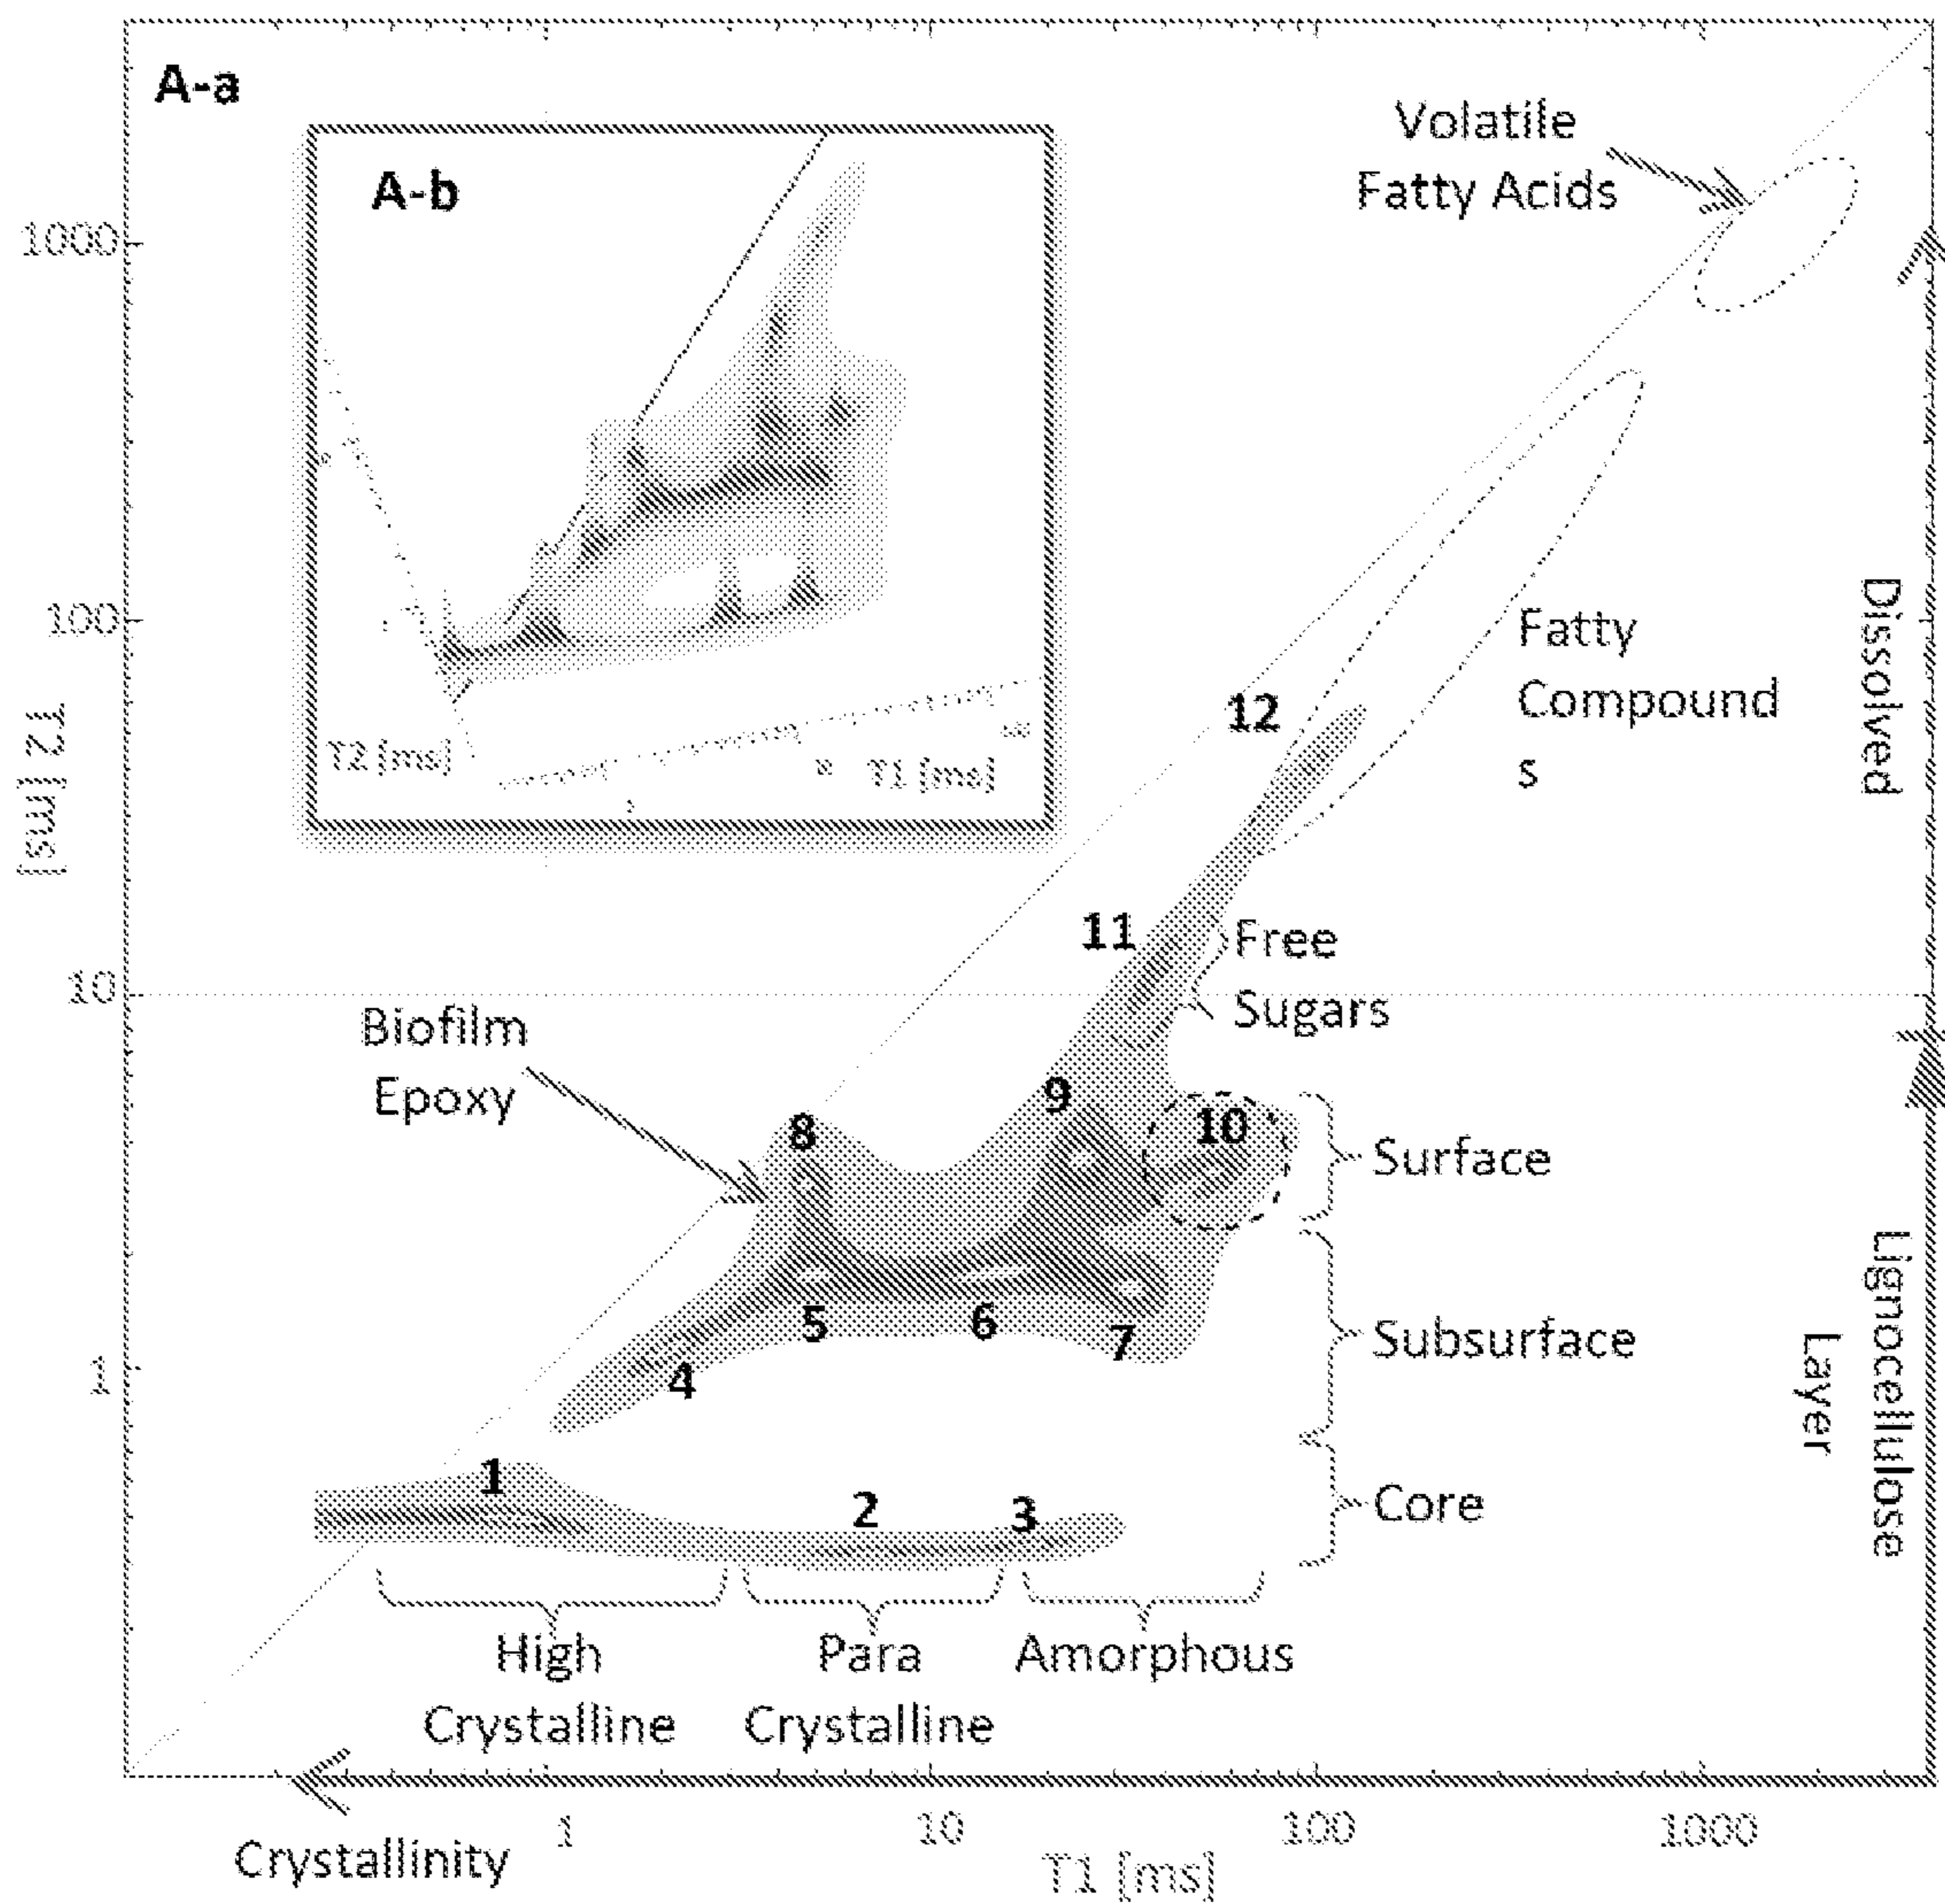 A-a
A-b
T2 [ms]
T1 [ms]
Volatile
Fatty Acids
1000
100
10
1
T2 [ms]
Fatty
Compound
s
Dissolved
12
11
Free
Sugars
Biofilm
Epoxy
9
8
10
Surface
5
6
7
4
Subsurface
Lignocellulose
Layer
1
2
3
Core
High
Crystalline
Para
Crystalline
Amorphous
1
10
100
1000
Crystallinity
T1 [ms]